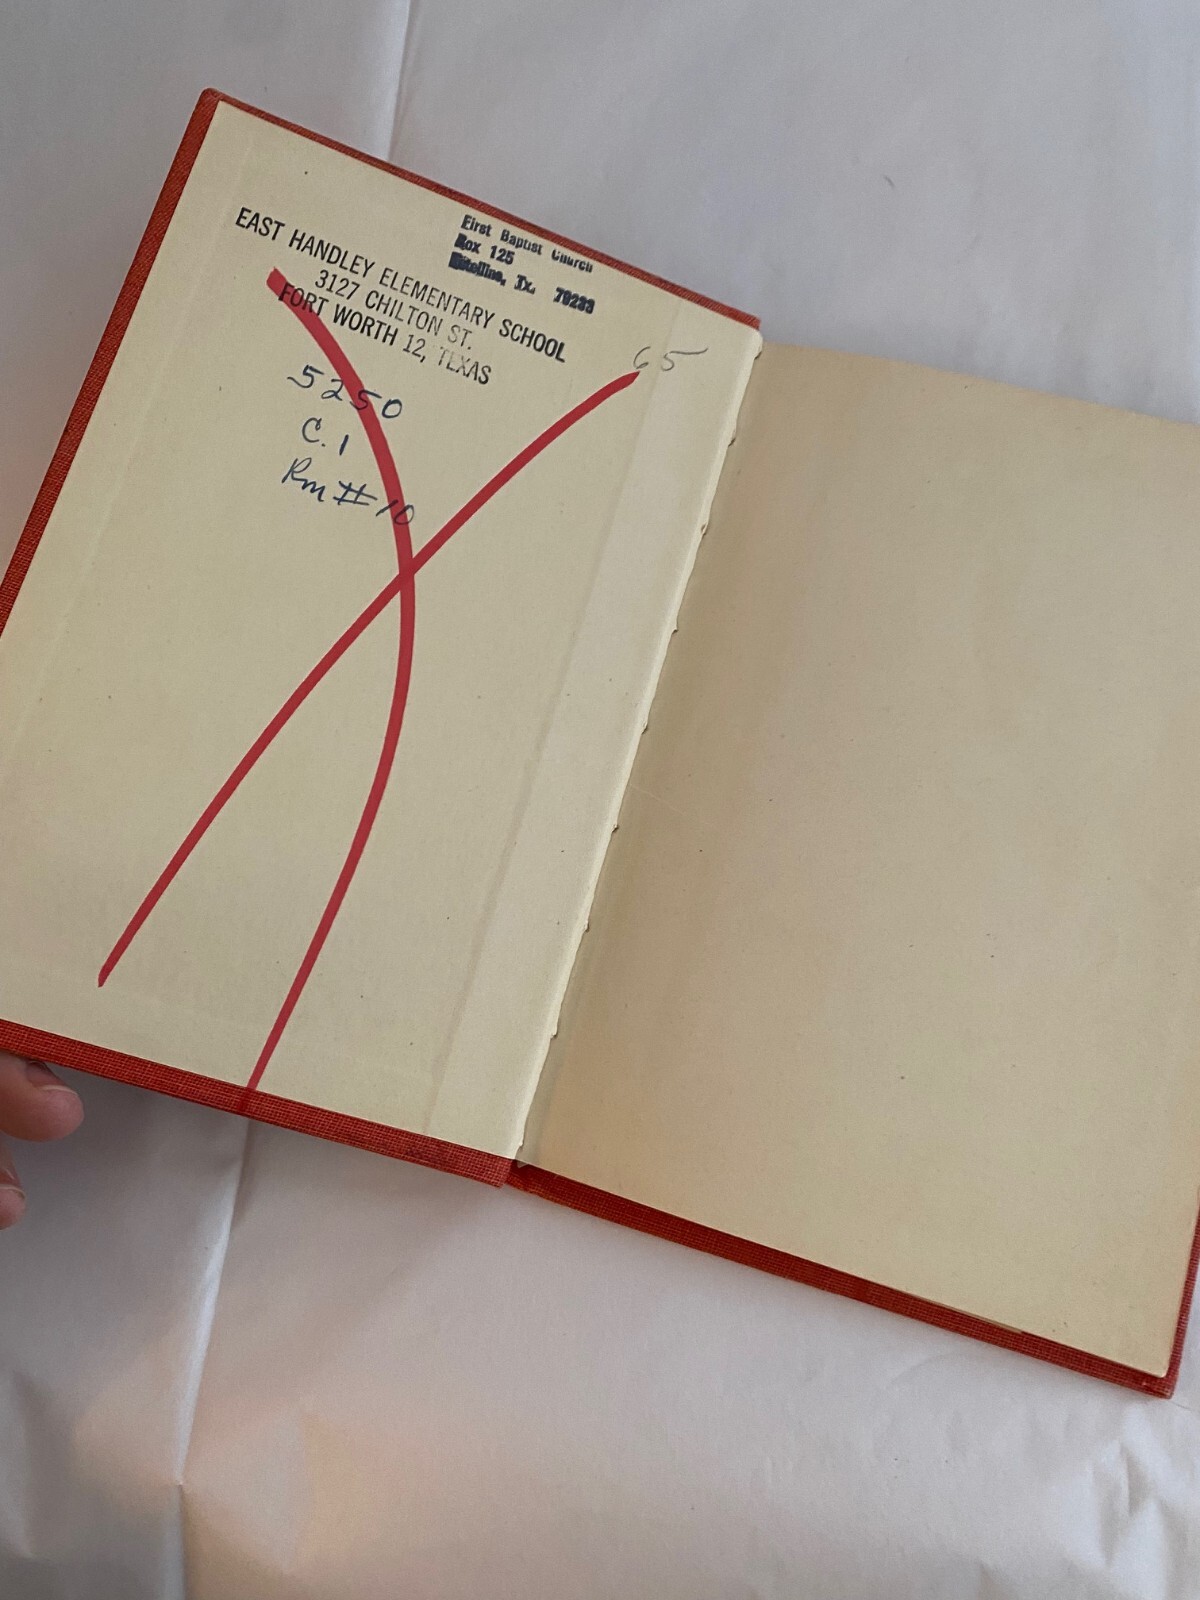 First Baptist Church
Box 125
Estelline, Tx. 79233
EAST HANDLEY ELEMENTARY SCHOOL
3127 CHILTON ST.
FORT WORTH 12, TEXAS
65
5250
C. 1
Rm # 10